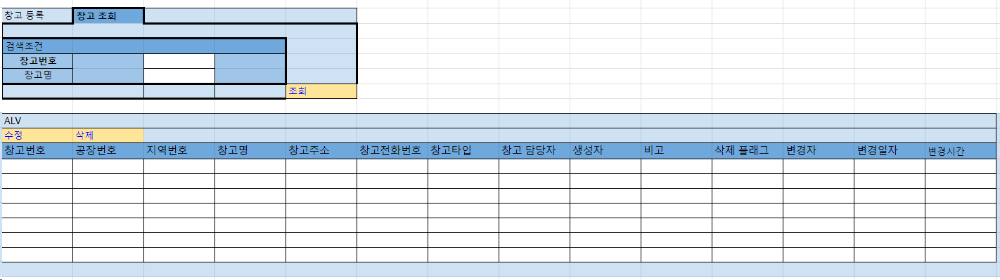 창고 등록 창고 조회
검색조건
창고번호
창고명
조회
ALV
수정 삭제
창고번호 공장번호 지역번호 창고명 창고주소 창고전화번호 창고타입 창고 담당자 생성자 비고 삭제 플래그 변경자 변경일자 변경시간